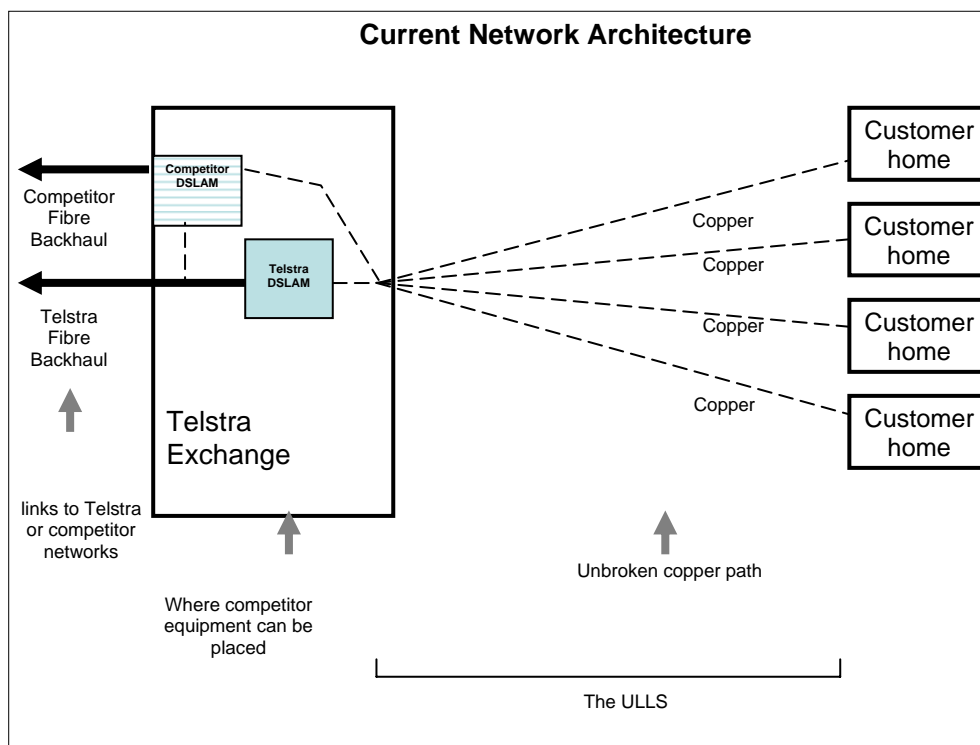 Current Network Architecture
Competitor
DSLAM
Competitor
Fibre
Backhaul
Telstra
DSLAM
Telstra
Fibre
Backhaul
Telstra
Exchange
links to Telstra
or competitor
networks
Where competitor
equipment can be
placed
Copper
Copper
Copper
Copper
Customer
home
Customer
home
Customer
home
Customer
home
Unbroken copper path
The ULLS